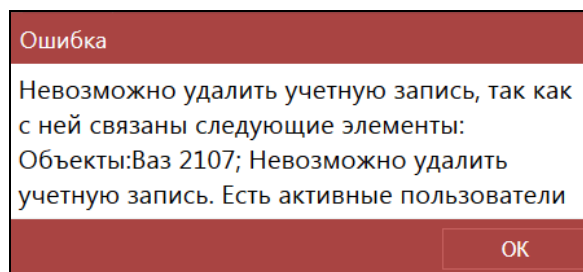 Ошибка
Невозможно удалить учетную запись, так как
с ней связаны следующие элементы:
Объекты:Ваз 2107; Невозможно удалить
учетную запись. Есть активные пользователи
ОК